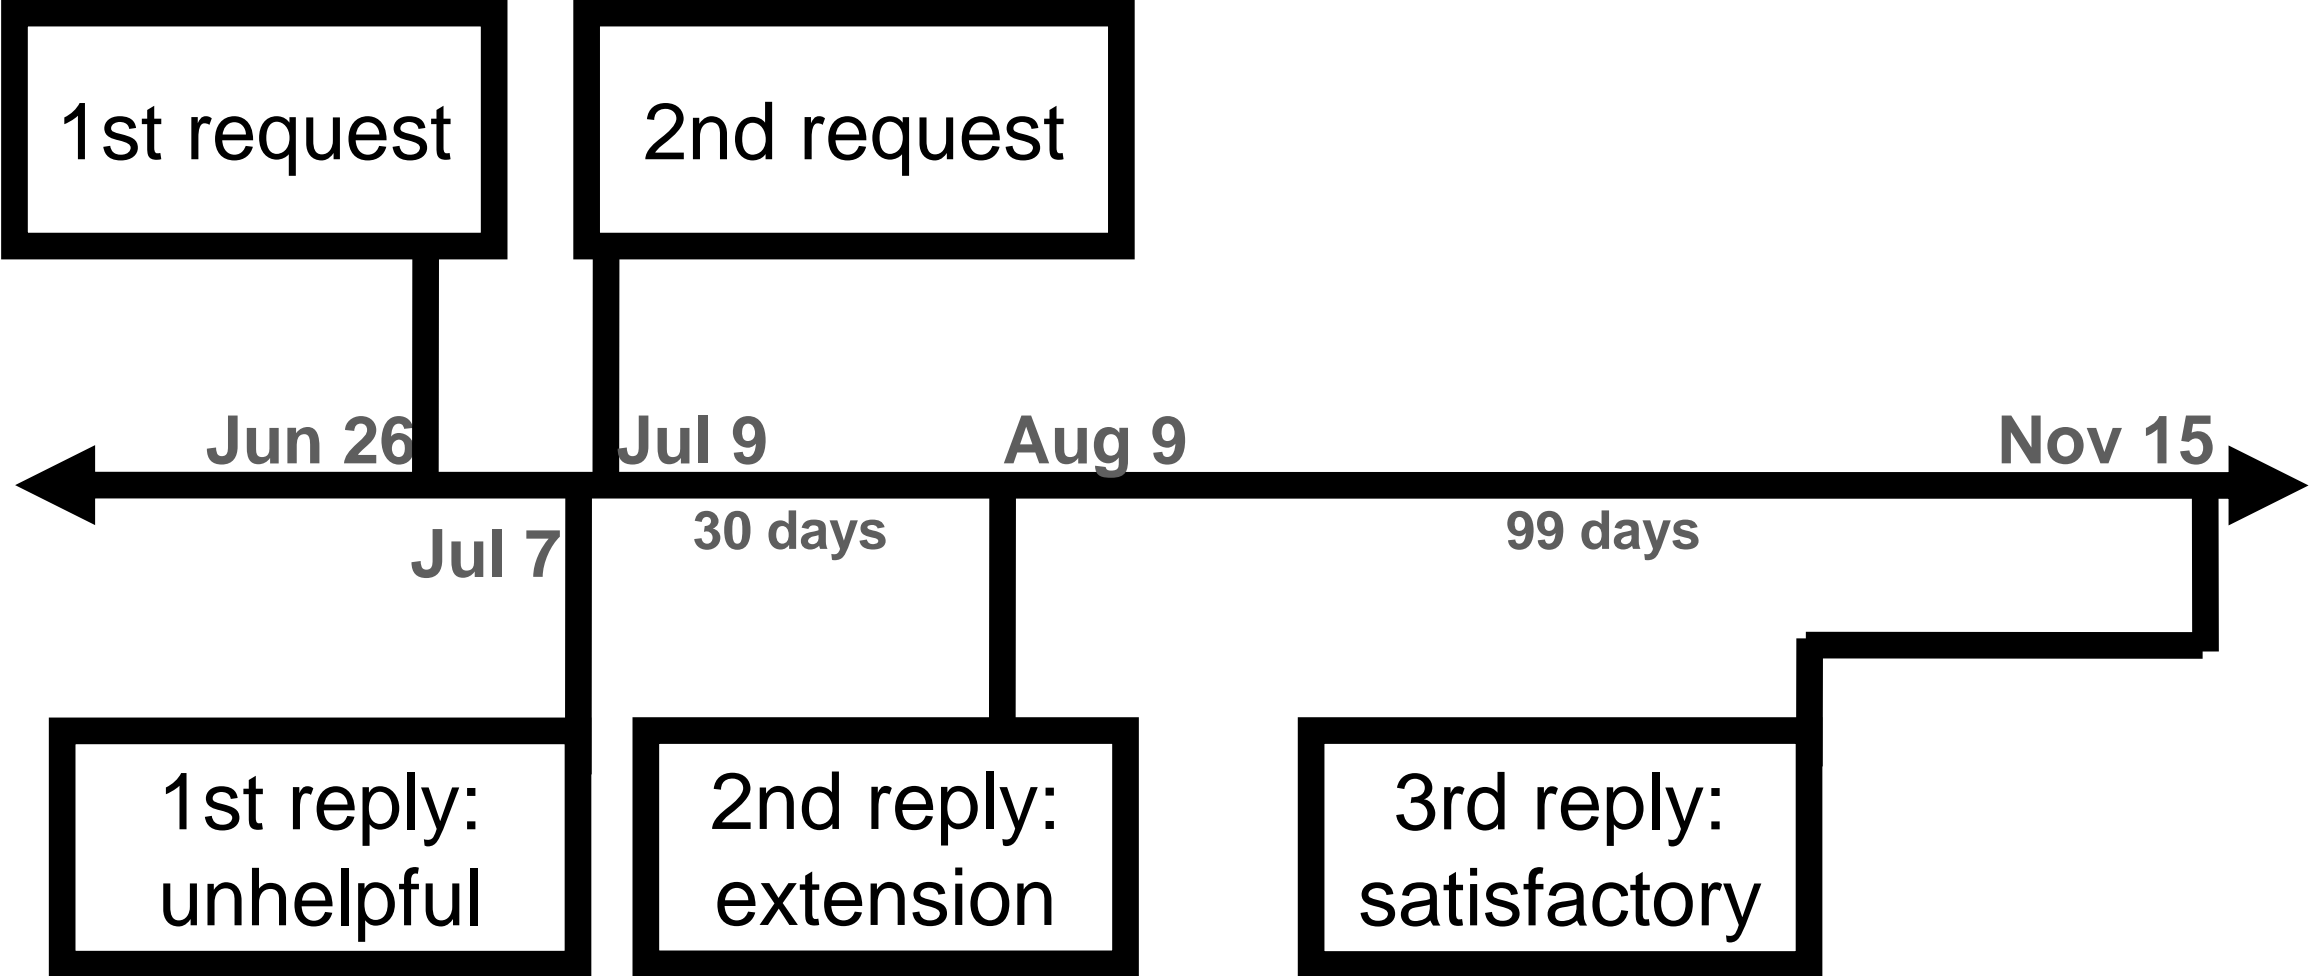 1st request
2nd request
Jun 26
Jul 9
Aug 9
Nov 15
Jul 7
30 days
99 days
1st reply:
unhelpful
2nd reply:
extension
3rd reply:
satisfactory